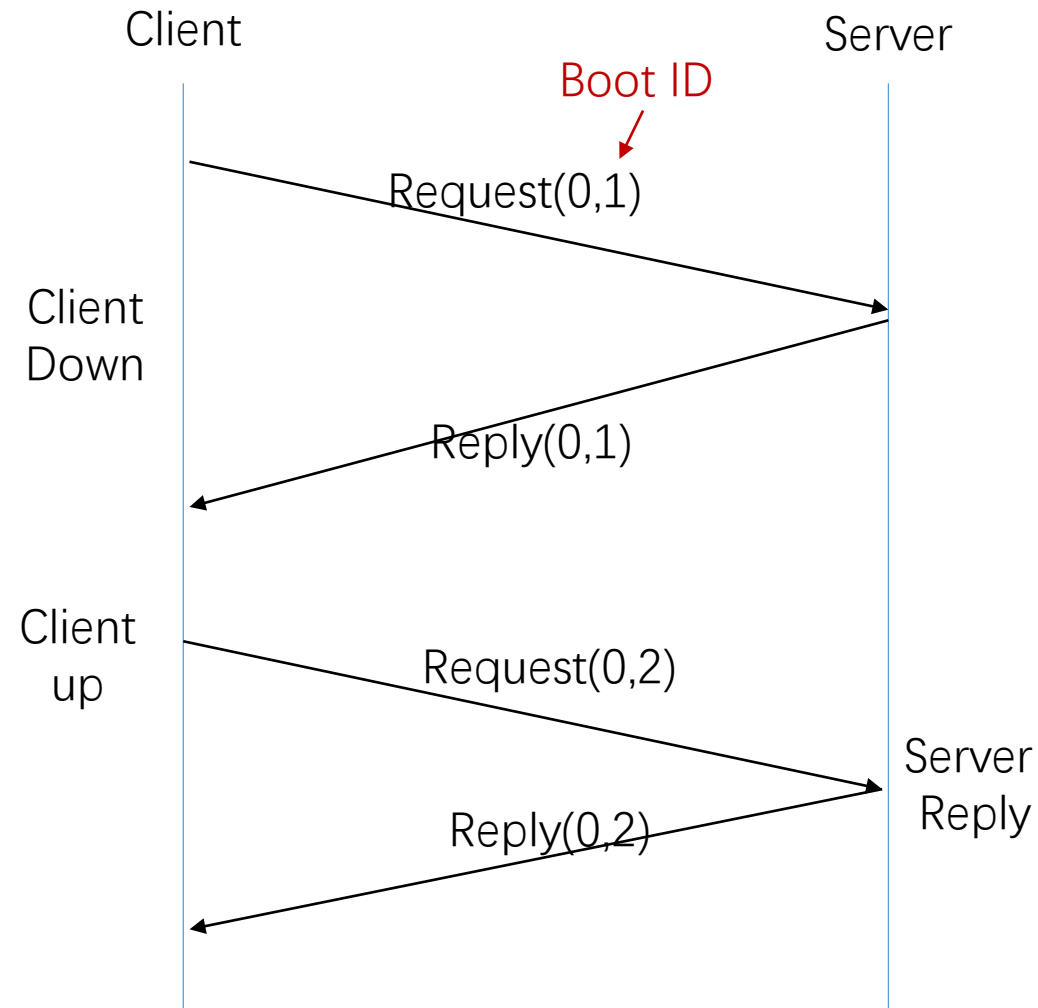 Client
Server
Boot ID
Request(0,1)
Client
Down
Reply(0,1)
Client
up
Request(0,2)
Server
Reply
Reply(0,2)